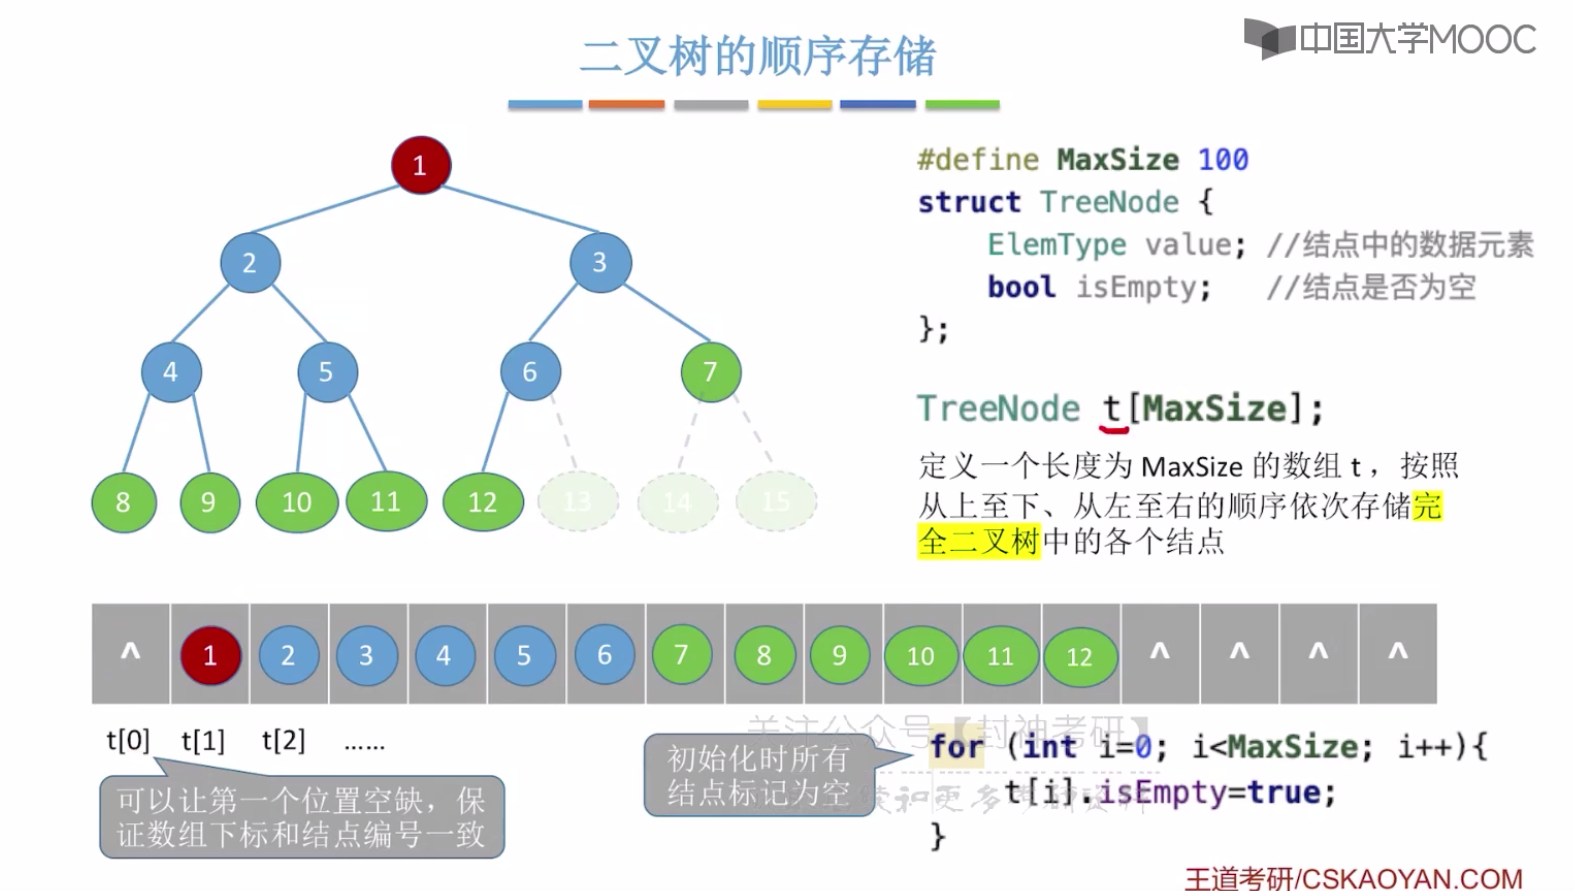 中国大学MOOC
二叉树的顺序存储
1
2
3
4
5
6
7
8
9
10
11
12
13
14
15
#define MaxSize 100
struct TreeNode {
ElemType value; //结点中的数据元素
bool isEmpty; //结点是否为空
};
TreeNode t[MaxSize];
定义一个长度为 MaxSize 的数组 t ，按照
从上至下、从左至右的顺序依次存储完
全二叉树中的各个结点
^ 1 2 3 4 5 6 7 8 9 10 11 12 ^ ^ ^ ^
t[0] t[1] t[2] ……
可以让第一个位置空缺，保
证数组下标和结点编号一致
关注公众号【封神考研】
初始化时所有
结点标记为空
for (int i=0; i<MaxSize; i++){
t[i].isEmpty=true;
}
王道考研/CSKAOYAN.COM